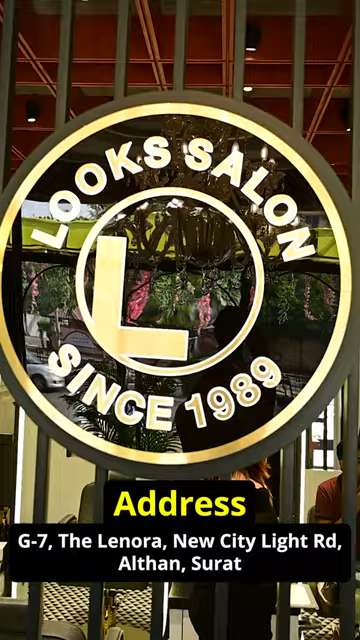 LOOKS SALON
L
SINCE 1989
Address
G-7, The Lenora, New City Light Rd,
Althan, Surat